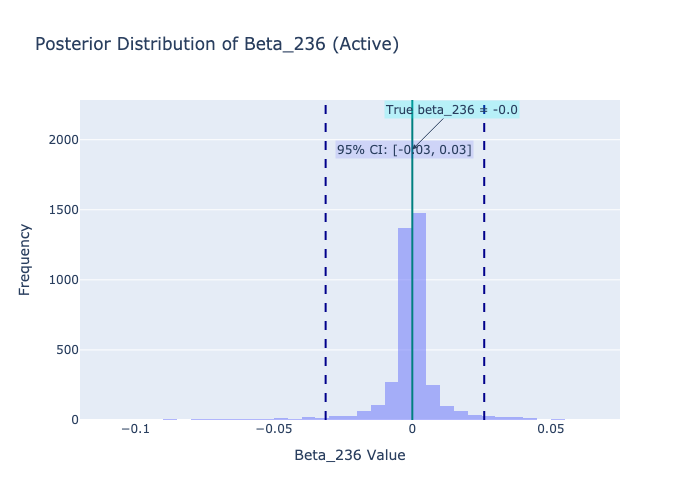 Posterior Distribution of Beta_236 (Active)
True beta_236 = -0.0
95% CI: [-0.03, 0.03]
2000
1500
1000
500
0
Frequency
−0.1
−0.05
0
0.05
Beta_236 Value